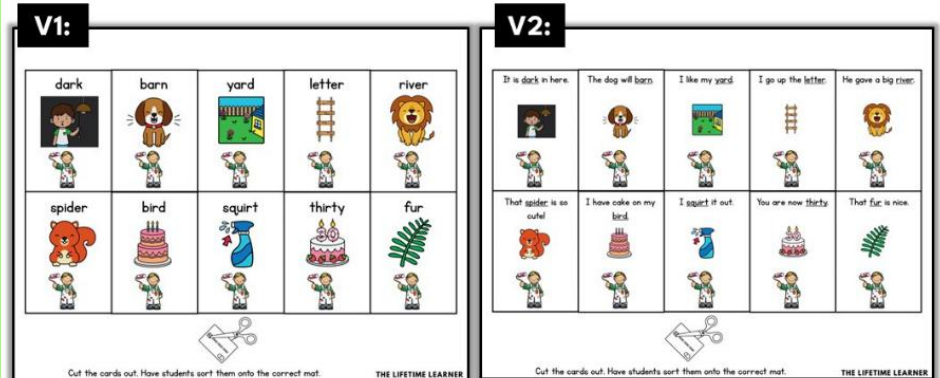 V1:
dark barn yard letter river
spider bird squirt thirty fur
30
Cut the cards out. Have students sort them onto the correct mat.
THE LIFETIME LEARNER
V2:
It is dark in here. The dog will barn. I like my yard. I go up the letter. He gave a big river.
That spider is so cute! I have cake on my bird. I squirt it out. You are now thirty. That fur is nice.
Cut the cards out. Have students sort them onto the correct mat.
THE LIFETIME LEARNER